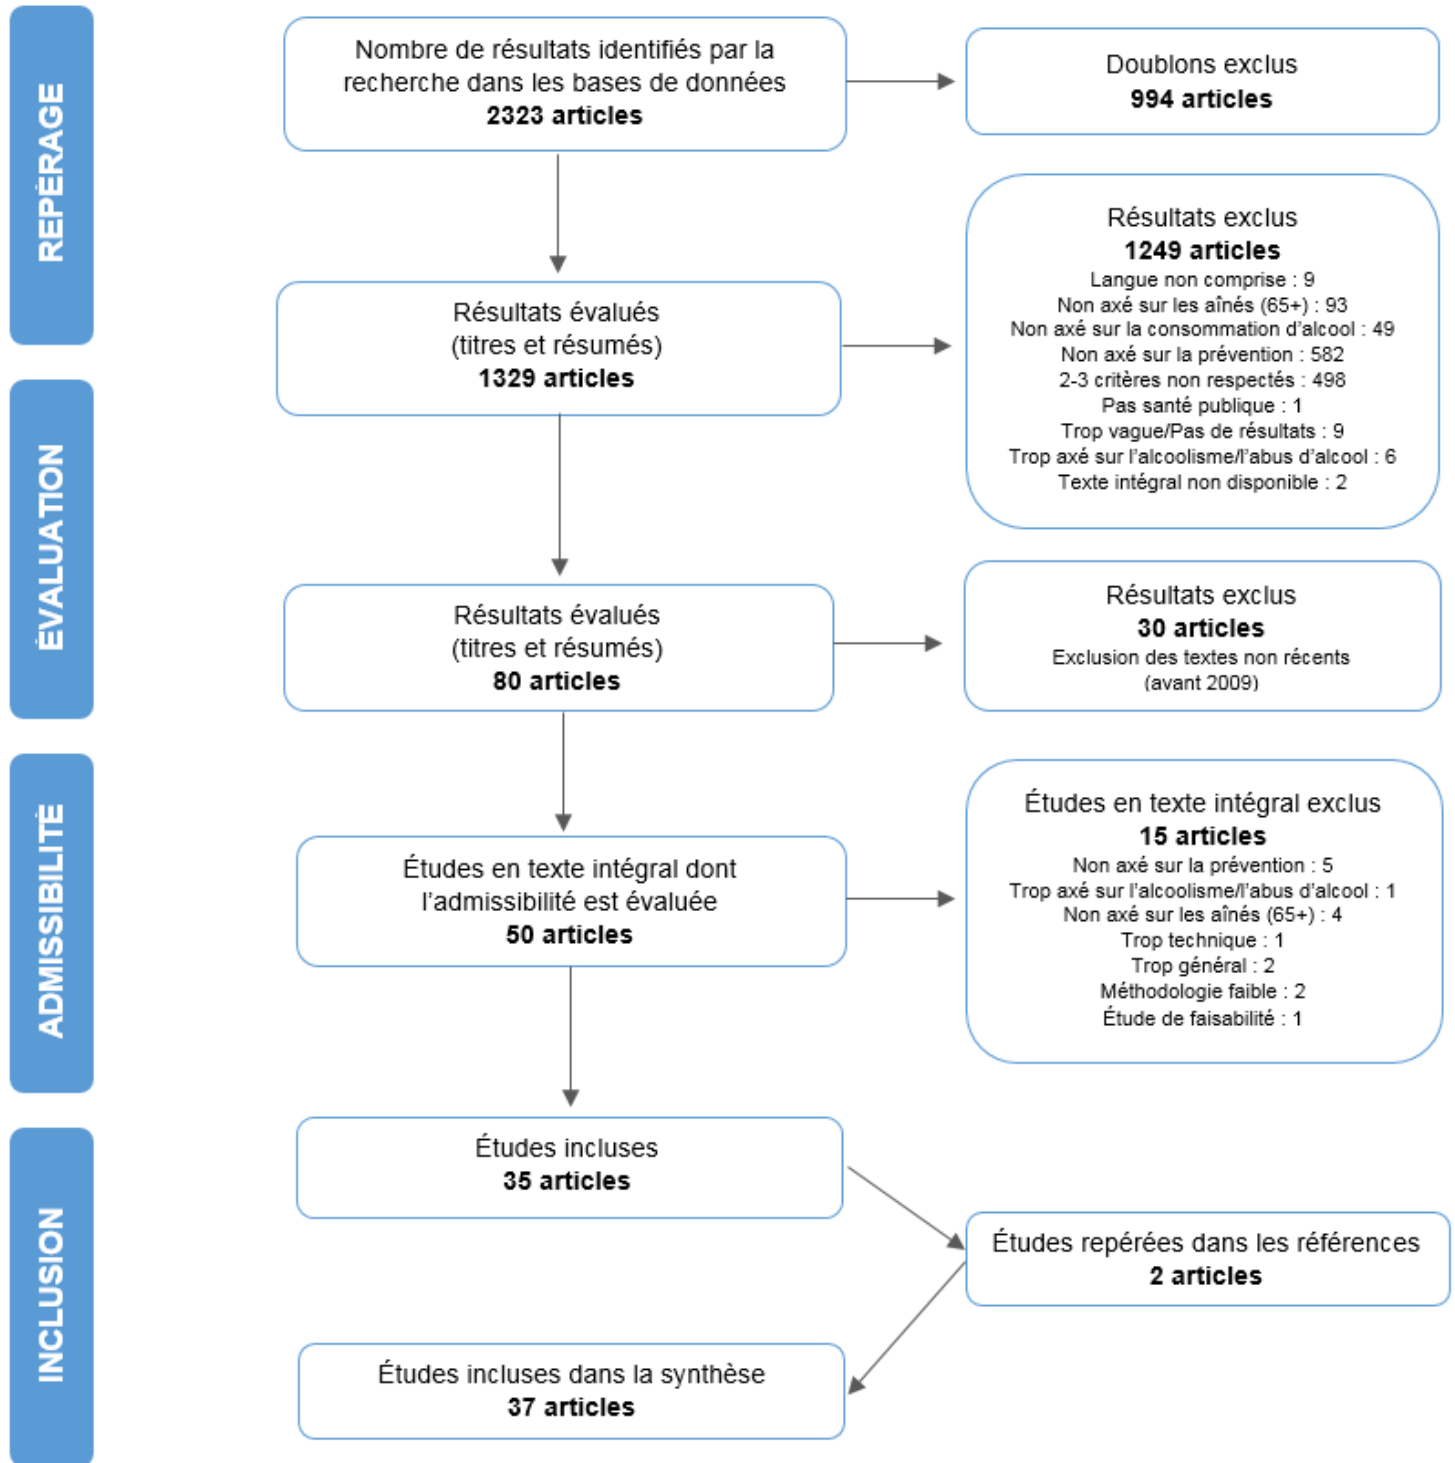 REPÉRAGE
Nombre de résultats identifiés par la
recherche dans les bases de données
2323 articles
Doublons exclus
994 articles
Résultats évalués
(titres et résumés)
1329 articles
Résultats exclus
1249 articles
Langue non comprise : 9
Non axé sur les aînés (65+) : 93
Non axé sur la consommation d'alcool : 49
Non axé sur la prévention : 582
2-3 critères non respectés : 498
Pas santé publique : 1
Trop vague/Pas de résultats : 9
Trop axé sur l'alcoolisme/l'abus d'alcool : 6
Texte intégral non disponible : 2
ÉVALUATION
Résultats évalués
(titres et résumés)
80 articles
Résultats exclus
30 articles
Exclusion des textes non récents
(avant 2009)
ADMISSIBILITÉ
Études en texte intégral dont
l'admissibilité est évaluée
50 articles
Études en texte intégral exclus
15 articles
Non axé sur la prévention : 5
Trop axé sur l'alcoolisme/l'abus d'alcool : 1
Non axé sur les aînés (65+) : 4
Trop technique : 1
Trop général : 2
Méthodologie faible : 2
Étude de faisabilité : 1
INCLUSION
Études incluses
35 articles
Études repérées dans les références
2 articles
Études incluses dans la synthèse
37 articles